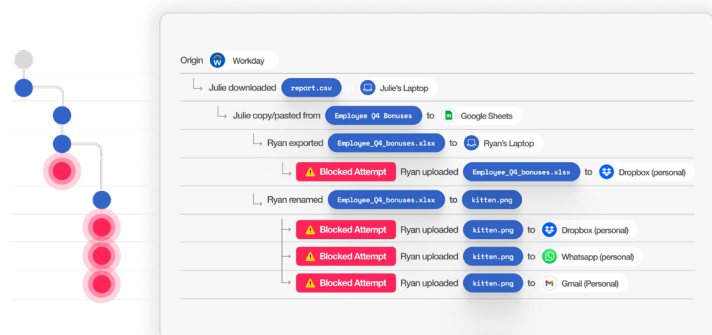 Origin Workday
Julie downloaded report.csv Julie's Laptop
Julie copy/pasted from Employee Q4 Bonuses to Google Sheets
Ryan exported Employee_Q4_bonuses.xlsx to Ryan's Laptop
Blocked Attempt Ryan uploaded Employee_Q4_bonuses.xlsx to Dropbox (personal)
Ryan renamed Employee_Q4_bonuses.xlsx to kitten.png
Blocked Attempt Ryan uploaded kitten.png to Dropbox (personal)
Blocked Attempt Ryan uploaded kitten.png to Whatsapp (personal)
Blocked Attempt Ryan uploaded kitten.png to Gmail (Personal)